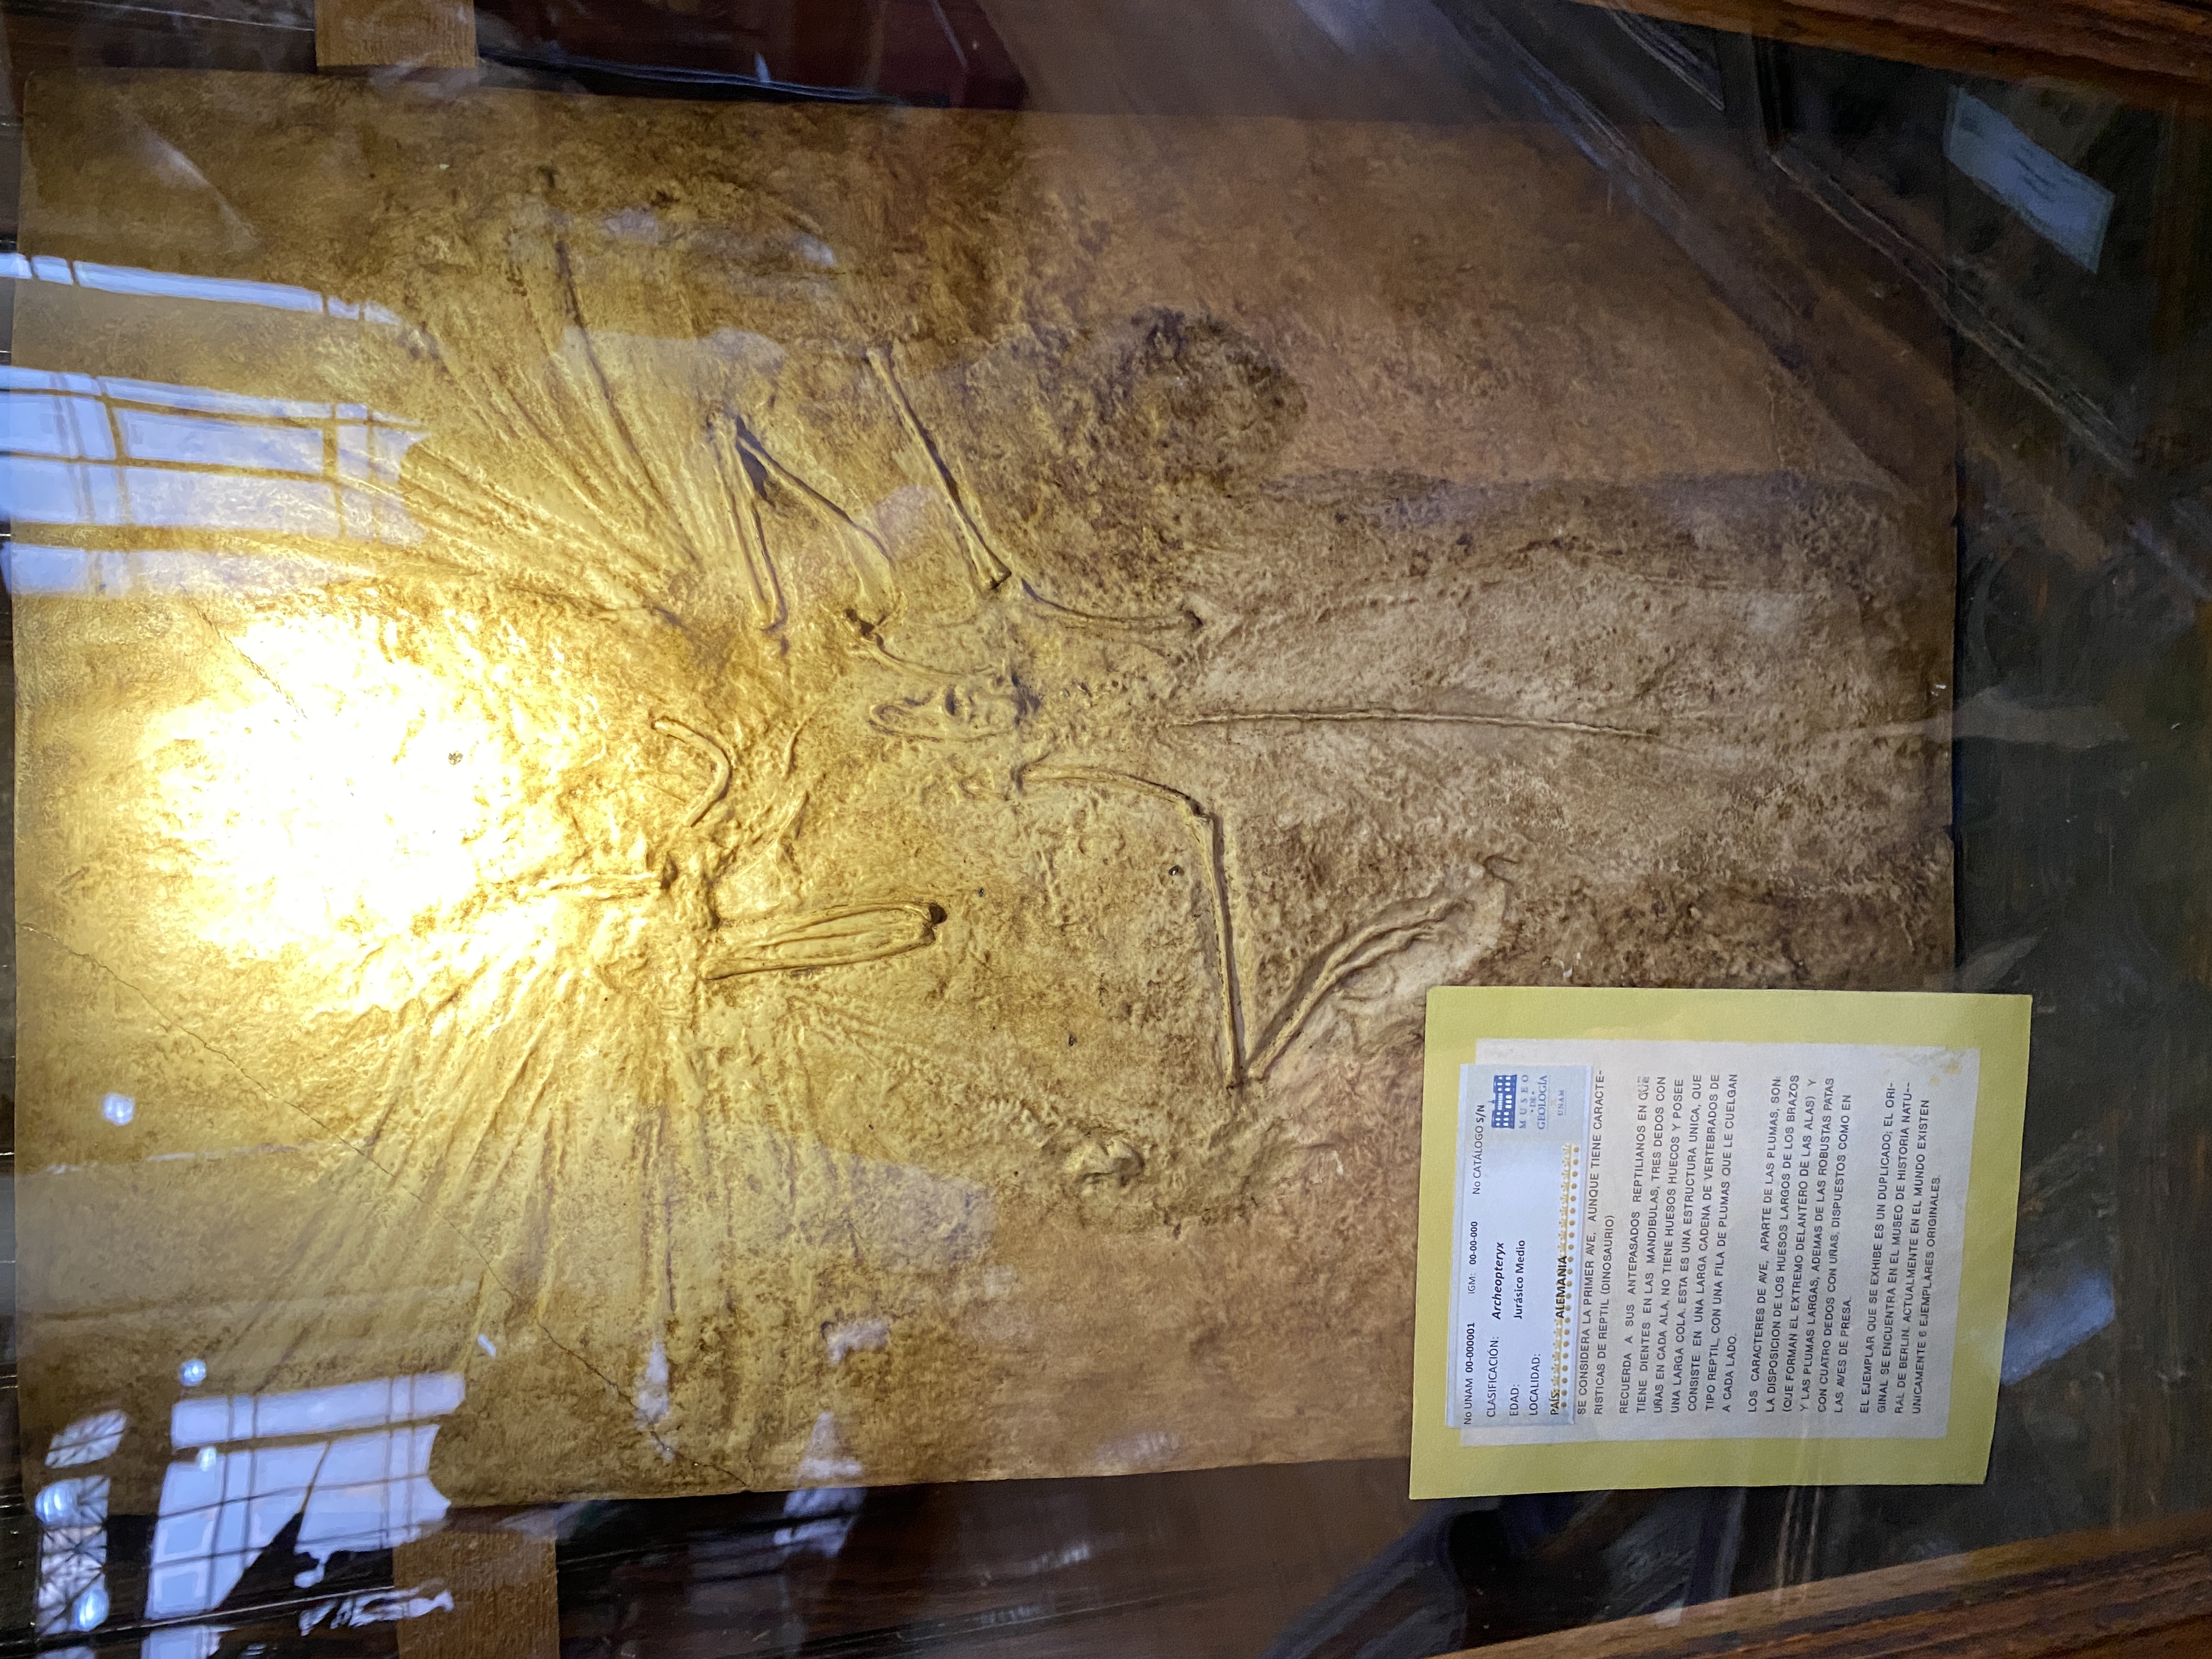 No UNAM 00-000001 IGM: 00-00-000 No CATÁLOGO S/N
CLASIFICACIÓN: Archeopteryx
EDAD: Jurásico Medio
LOCALIDAD:
PAÍS: ALEMANIA
MUSEO
DE
GEOLOGÍA
UNAM
SE CONSIDERA LA PRIMER AVE, AUNQUE TIENE CARACTE-
RISTICAS DE REPTIL (DINOSAURIO)
RECUERDA A SUS ANTEPASADOS REPTILIANOS EN QUE
TIENE DIENTES EN LAS MANDIBULAS, TRES DEDOS CON
UÑAS EN CADA ALA, NO TIENE HUESOS HUECOS Y POSEE
UNA LARGA COLA. ESTA ES UNA ESTRUCTURA UNICA, QUE
CONSISTE EN UNA LARGA CADENA DE VERTEBRADOS DE
TIPO REPTIL, CON UNA FILA DE PLUMAS QUE LE CUELGAN
A CADA LADO.
LOS CARACTERES DE AVE, APARTE DE LAS PLUMAS, SON:
LA DISPOSICION DE LOS HUESOS LARGOS DE LOS BRAZOS
(QUE FORMAN EL EXTREMO DELANTERO DE LAS ALAS) Y
Y LAS PLUMAS LARGAS, ADEMAS DE LAS ROBUSTAS PATAS
CON CUATRO DEDOS CON UÑAS, DISPUESTOS COMO EN
LAS AVES DE PRESA.
EL EJEMPLAR QUE SE EXHIBE ES UN DUPLICADO; EL ORI-
GINAL SE ENCUENTRA EN EL MUSEO DE HISTORIA NATU--
RAL DE BERLIN. ACTUALMENTE EN EL MUNDO EXISTEN
UNICAMENTE 6 EJEMPLARES ORIGINALES.